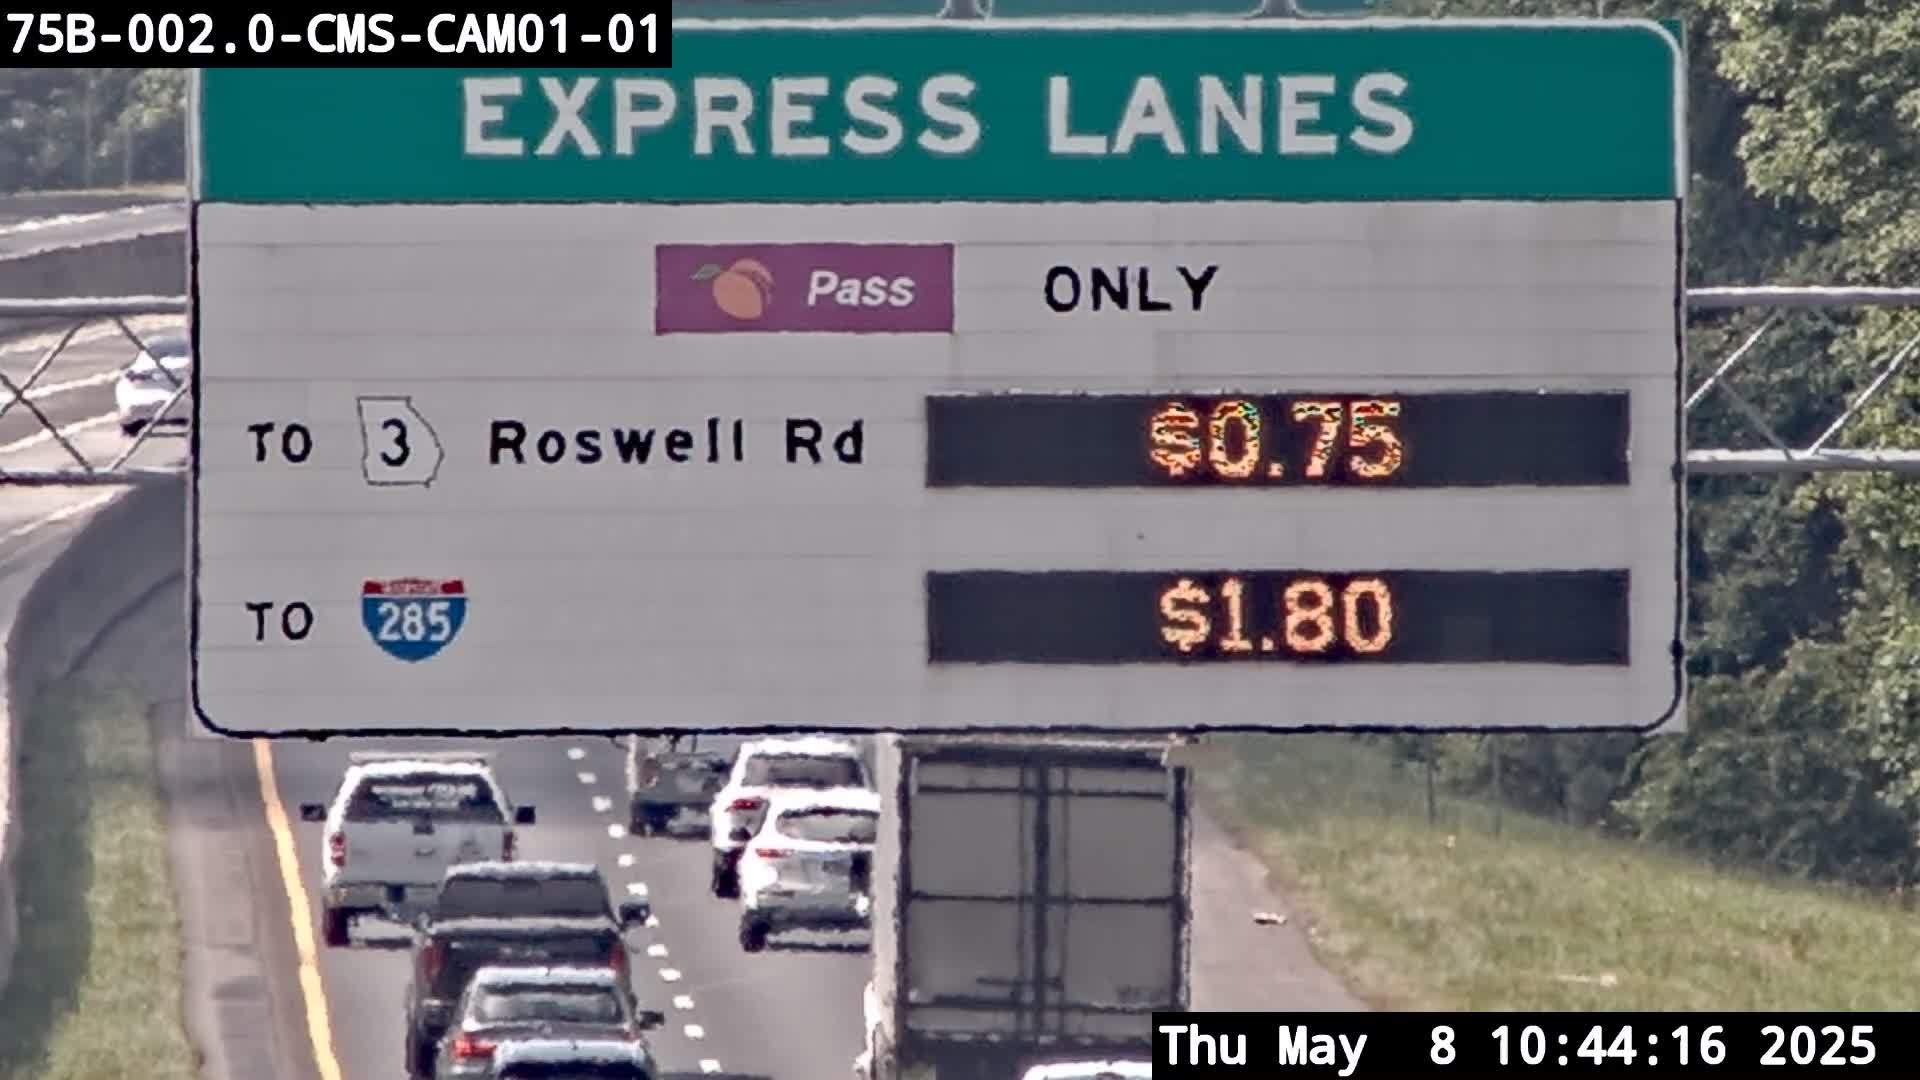 75B-002.0-CMS-CAM01-01
EXPRESS LANES
Pass ONLY
TO 3 Roswell Rd $0.75
TO 285 $1.80
Thu May 8 10:44:16 2025